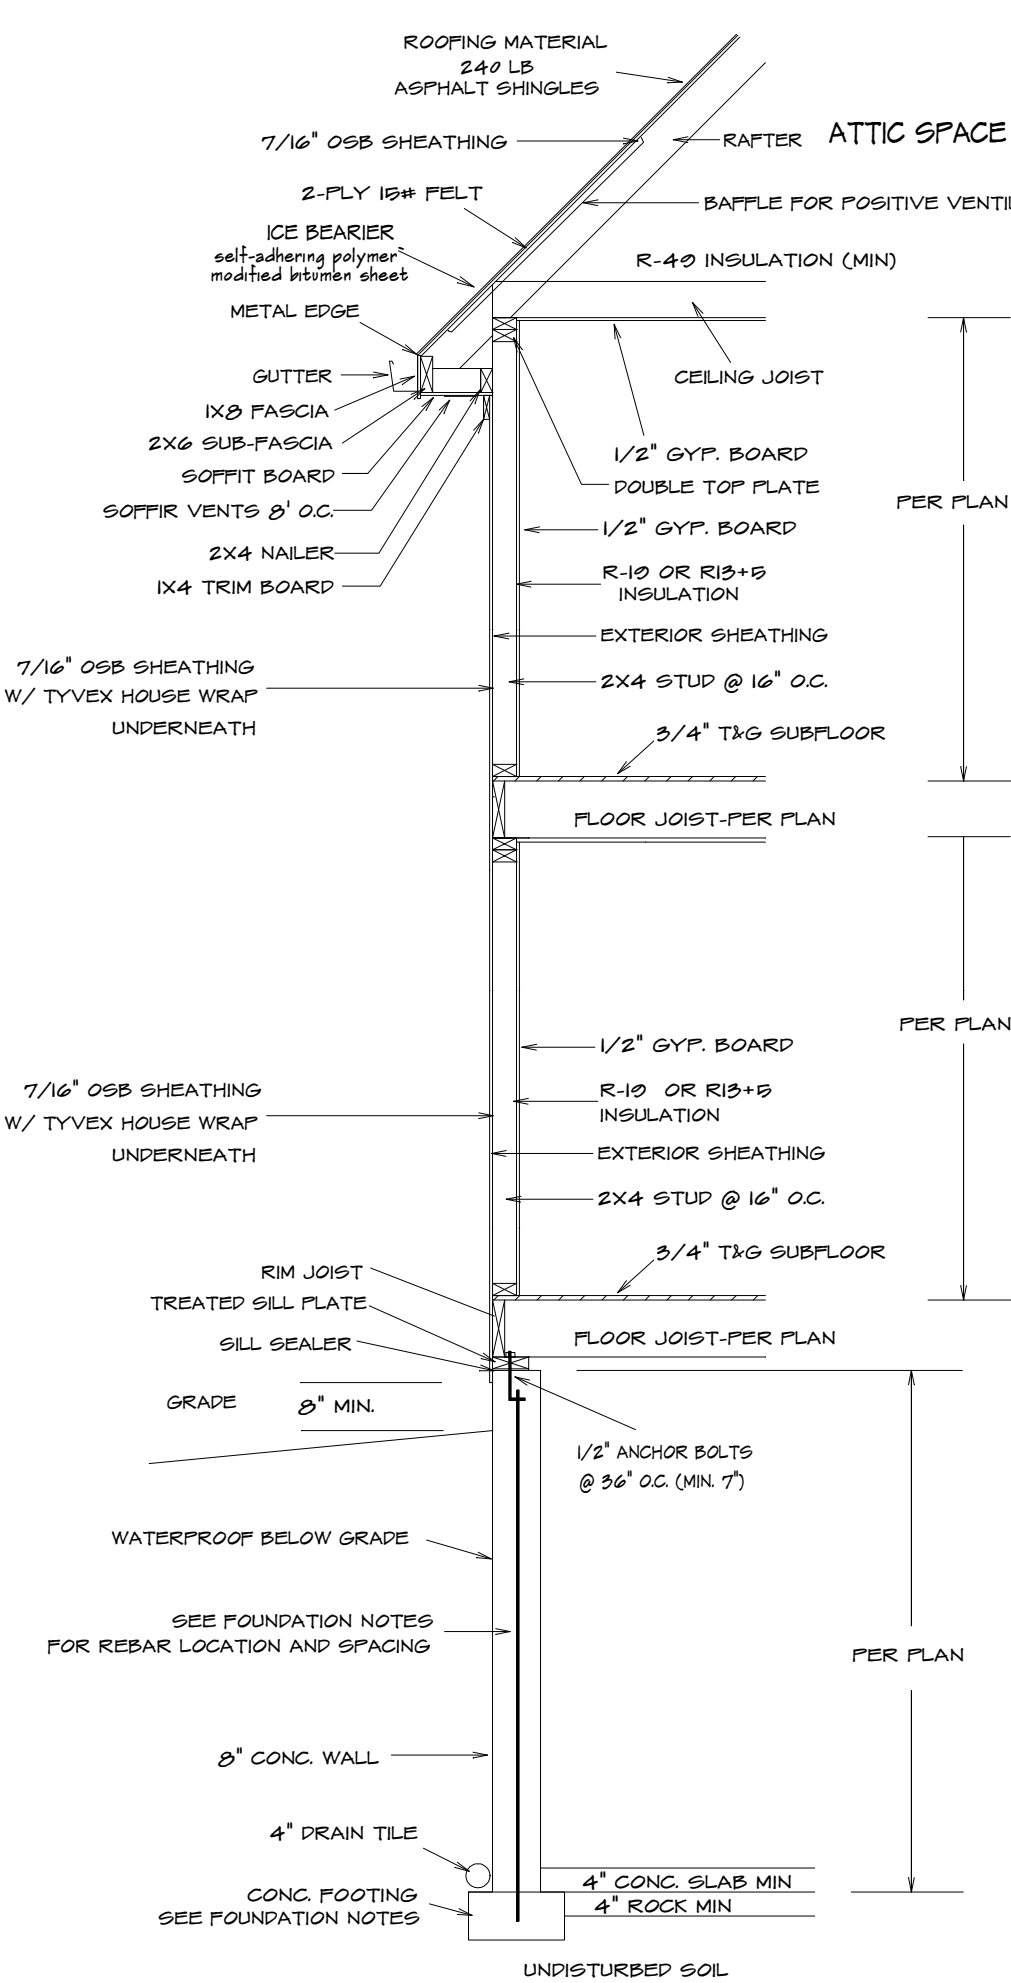 ROOFING MATERIAL
240 LB
ASPHALT SHINGLES
7/16" OSB SHEATHING
RAFTER
ATTIC SPACE
2-PLY 15# FELT
BAFFLE FOR POSITIVE VENTIL
ICE BEARIER
self-adhering polymer
modified bitumen sheet
R-49 INSULATION (MIN)
METAL EDGE
GUTTER
CEILING JOIST
1X8 FASCIA
2X6 SUB-FASCIA
1/2" GYP. BOARD
SOFFIT BOARD
DOUBLE TOP PLATE
PER PLAN
SOFFIR VENTS 8' O.C.
1/2" GYP. BOARD
2X4 NAILER
R-19 OR R13+5
INSULATION
1X4 TRIM BOARD
EXTERIOR SHEATHING
7/16" OSB SHEATHING
W/ TYVEX HOUSE WRAP
UNDERNEATH
2X4 STUD @ 16" O.C.
3/4" T&G SUBFLOOR
FLOOR JOIST-PER PLAN
PER PLAN
1/2" GYP. BOARD
7/16" OSB SHEATHING
W/ TYVEX HOUSE WRAP
UNDERNEATH
R-19 OR R13+5
INSULATION
EXTERIOR SHEATHING
2X4 STUD @ 16" O.C.
3/4" T&G SUBFLOOR
RIM JOIST
TREATED SILL PLATE
SILL SEALER
FLOOR JOIST-PER PLAN
GRADE
8" MIN.
1/2" ANCHOR BOLTS
@ 36" O.C. (MIN. 7")
WATERPROOF BELOW GRADE
SEE FOUNDATION NOTES
FOR REBAR LOCATION AND SPACING
PER PLAN
8" CONC. WALL
4" DRAIN TILE
4" CONC. SLAB MIN
CONC. FOOTING
SEE FOUNDATION NOTES
4" ROCK MIN
UNDISTURBED SOIL